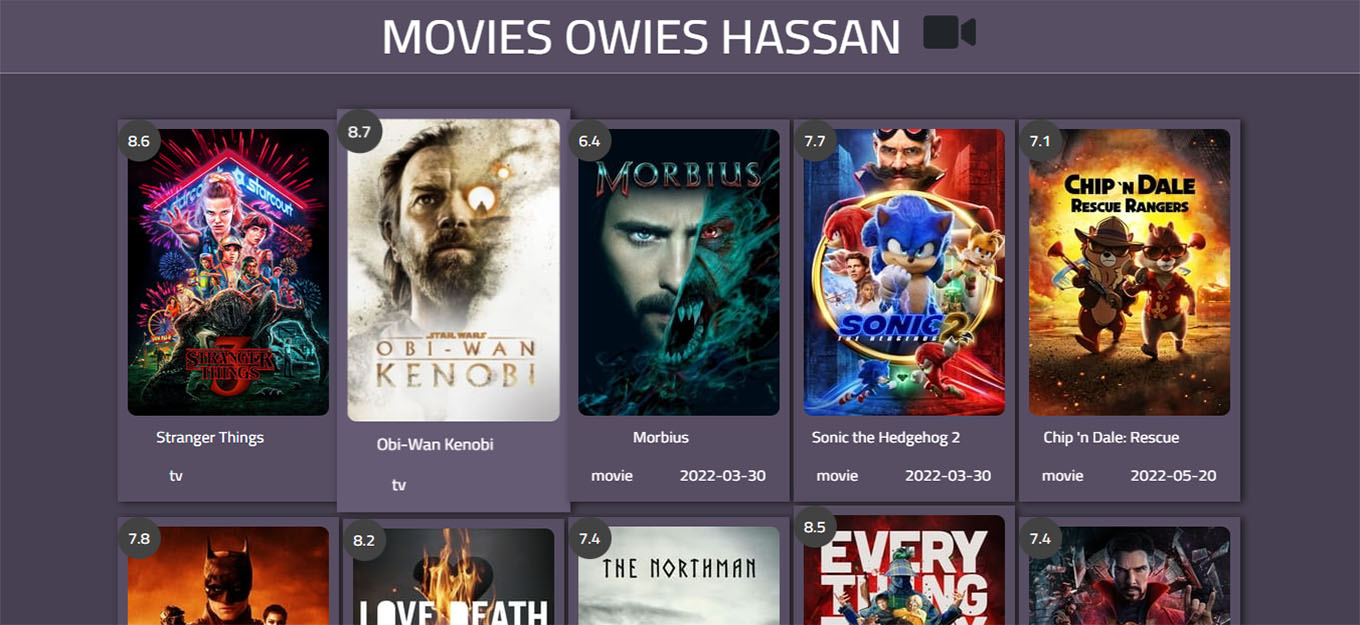 MOVIES OWIES HASSAN
8.6
8.7
6.4
7.7
7.1
a starcourt
STRANGER
THINGS
3
STAR WARS
OBI-WAN
KENOBI
MORBIUS
SONIC 2
THE HEDGEHOG
CHIP 'N DALE
RESCUE RANGERS
Stranger Things
Obi-Wan Kenobi
Morbius
Sonic the Hedgehog 2
Chip 'n Dale: Rescue
tv
tv
movie 2022-03-30
movie 2022-03-30
movie 2022-05-20
7.8
8.2
7.4
8.5
7.4
LOVE DEATH
THE NORTHMAN
EVERY
THING